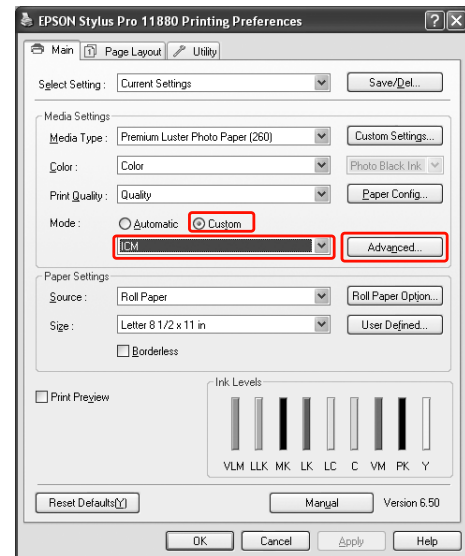 EPSON Stylus Pro 11880 Printing Preferences
Main Page Layout Utility
Select Setting : Current Settings Save/Del...
Media Settings
Media Type : Premium Luster Photo Paper (260) Custom Settings...
Color : Color Photo Black Ink
Print Quality : Quality Paper Config...
Mode : Automatic Custom
ICM Advanced...
Paper Settings
Source : Roll Paper Roll Paper Option...
Size : Letter 8 1/2 x 11 in User Defined...
Borderless
Print Preview
Ink Levels
VLM LLK MK LK LC C VM PK Y
Reset Defaults(Y) Manual Version 6.50
OK Cancel Apply Help